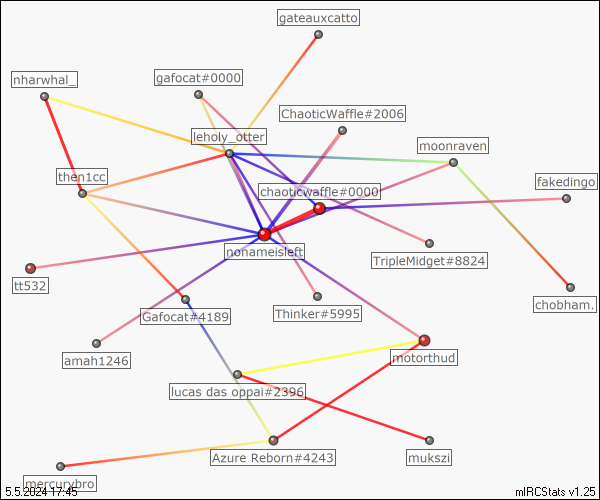 gateauxcatto
gafocat#0000
nharwhal_
ChaoticWaffle#2006
leholy_otter
moonraven
then1cc
chaoticwaffle#0000
fakedingo
nonameisleft
TripleMidget#8824
tt532
chobham.
Thinker#5995
Gafocat#4189
amah1246
motorthud
lucas das oppai#2396
Azure Reborn#4243
mukszi
mercurybro
5.5.2024 17:45
mIRCStats v1.25